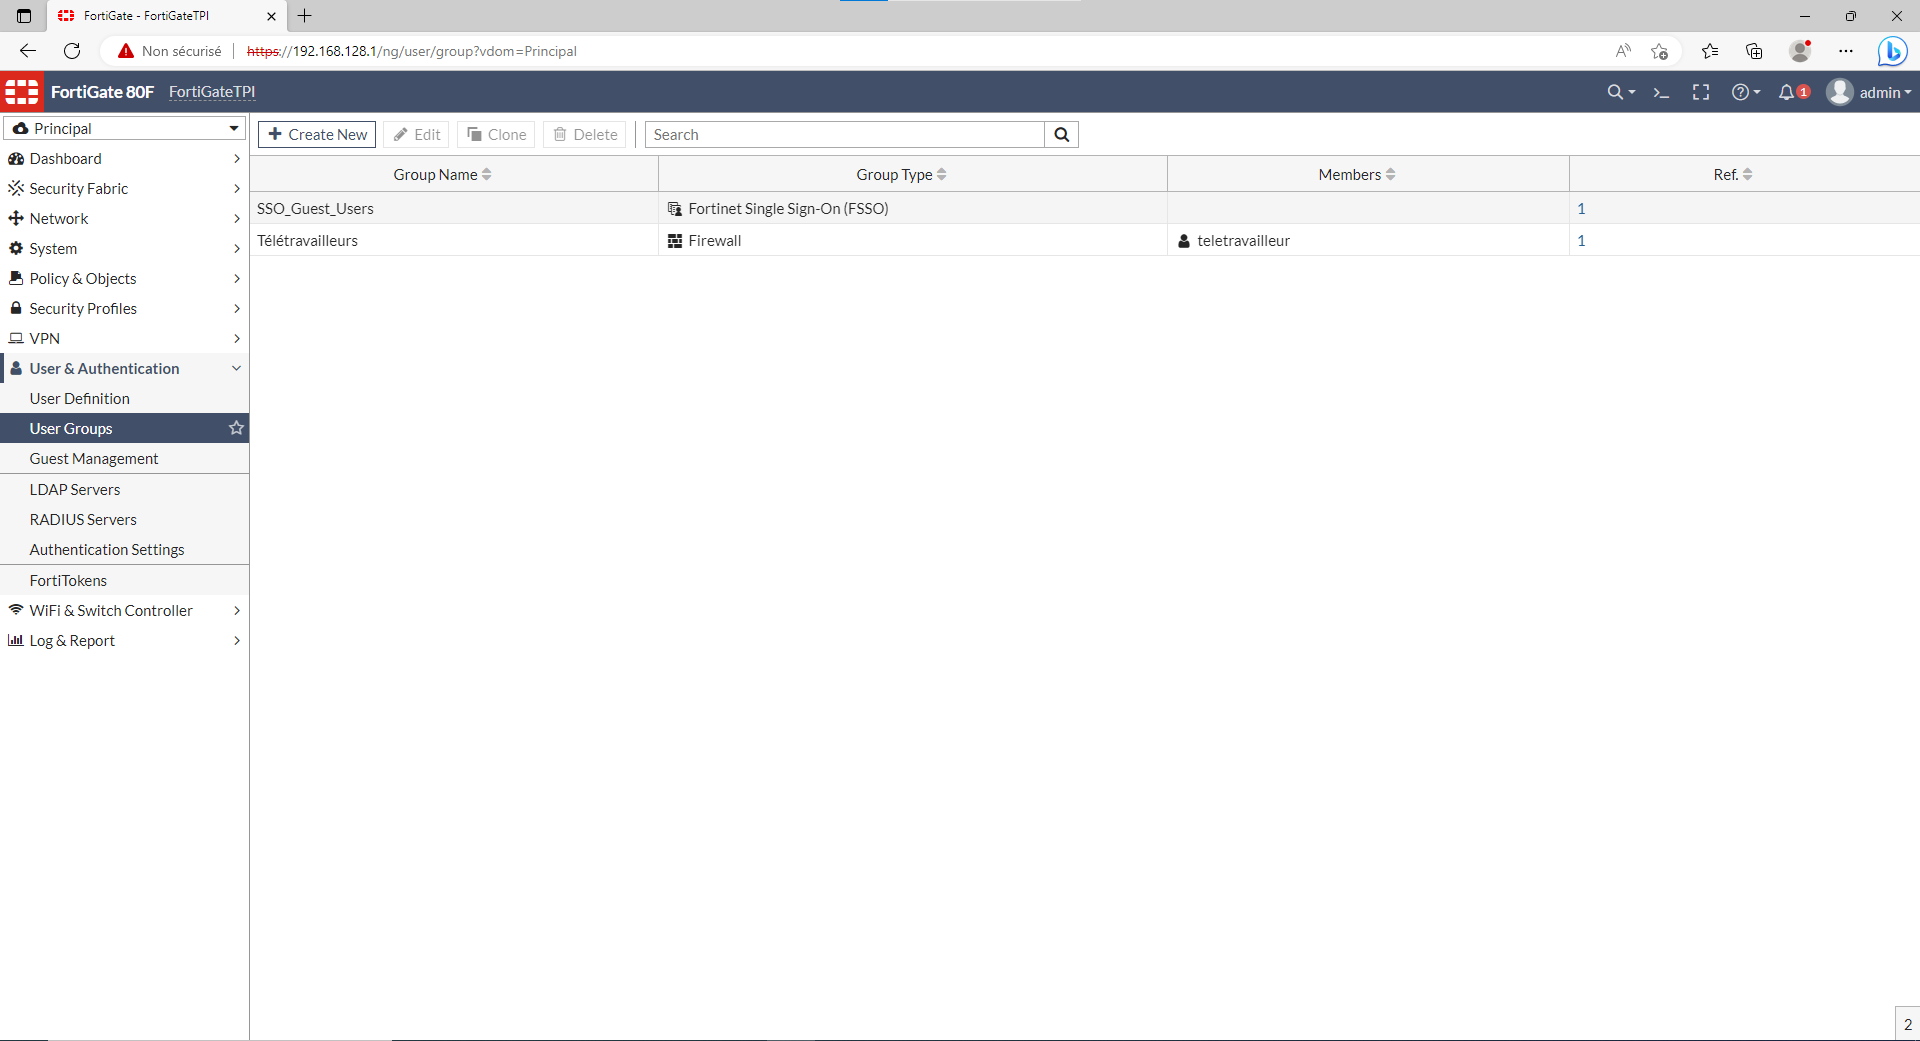 FortiGate - FortiGateTPI
Non sécurisé https://192.168.128.1/ng/user/group?vdom=Principal
FortiGate 80F FortiGateTPI 1 admin
Principal
Dashboard
Security Fabric
Network
System
Policy & Objects
Security Profiles
VPN
User & Authentication
User Definition
User Groups
Guest Management
LDAP Servers
RADIUS Servers
Authentication Settings
FortiTokens
WiFi & Switch Controller
Log & Report
Create New Edit Clone Delete Search
Group Name Group Type Members Ref.
SSO_Guest_Users Fortinet Single Sign-On (FSSO) 1
Télétravailleurs Firewall teletravailleur 1
2